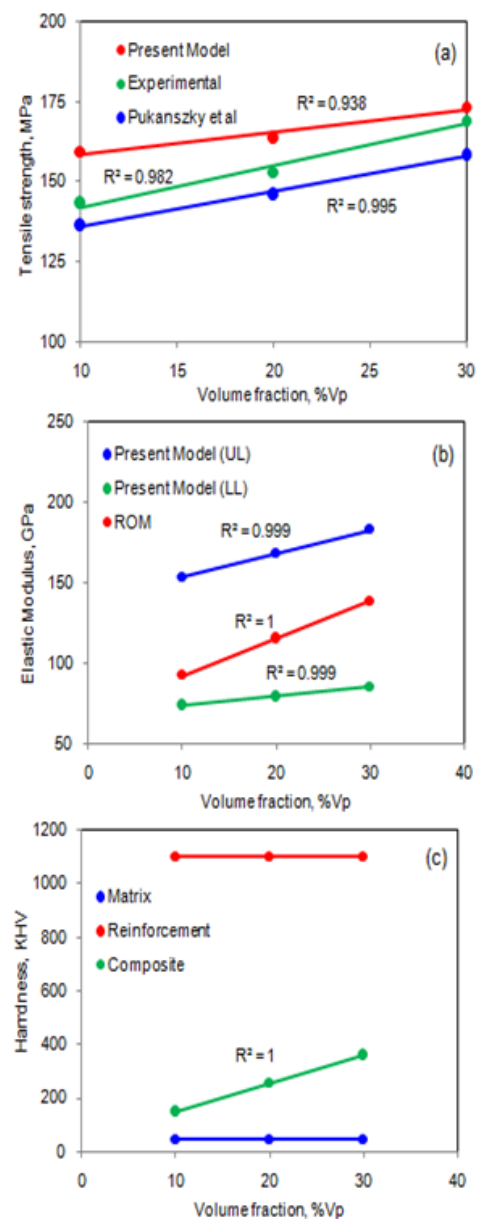 200
(a)
Present Model
Experimental
Pukanszky et al
175
R² = 0.938
R² = 0.982
150
R² = 0.995
125
100
Tensile strength, MPa
10 15 20 25 30
Volume fraction, %Vp
250
(b)
Present Model (UL)
Present Model (LL)
ROM
200
R² = 0.999
150
R² = 1
100
R² = 0.999
50
Elastic Modulus, GPa
0 10 20 30 40
Volume fraction, %Vp
1200
(c)
1000
Matrix
Reinforcement
Composite
800
600
400
R² = 1
200
0
Harrdness, KHV
0 10 20 30 40
Volume fraction, %Vp